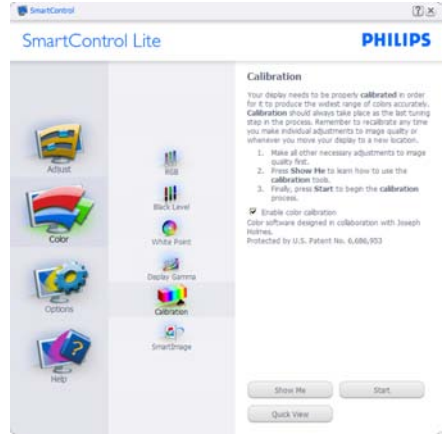 SmartControl
SmartControl Lite
PHILIPS
Adjust
Color
Options
Help
RGB
Black Level
White Point
Display Gamma
Calibration
SmartImage
Calibration
Your display needs to be properly calibrated in order
for it to produce the widest range of colors accurately.
Calibration should always take place as the last tuning
step in the process. Remember to recalibrate any time
you make individual adjustments to image quality or
whenever you move your display to a new location.
1. Make all other necessary adjustments to image
quality first.
2. Press Show Me to learn how to use the
calibration tools.
3. Finally, press Start to begin the calibration
process.
Enable color calibration
Color software designed in collaboration with Joseph
Holmes.
Protected by U.S. Patent No. 6,686,953
Show Me
Start
Quick View